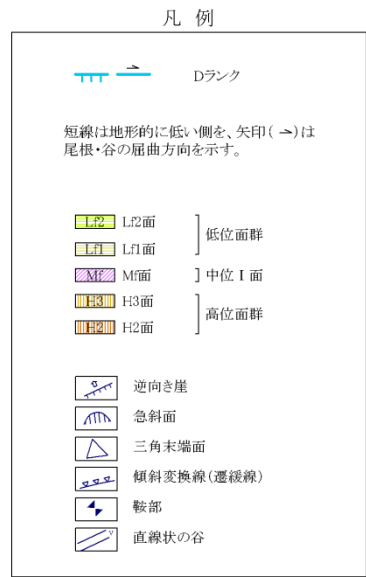 凡 例
Dランク
短線は地形的に低い側を、矢印( ⇀ )は
尾根・谷の屈曲方向を示す。
Lf2 Lf2面
低位面群
Lf1 Lf1面
Mf Mf面 中位Ⅰ面
H3 H3面
高位面群
H2 H2面
逆向き崖
急斜面
三角末端面
傾斜変換線(遷緩線)
鞍部
V 直線状の谷